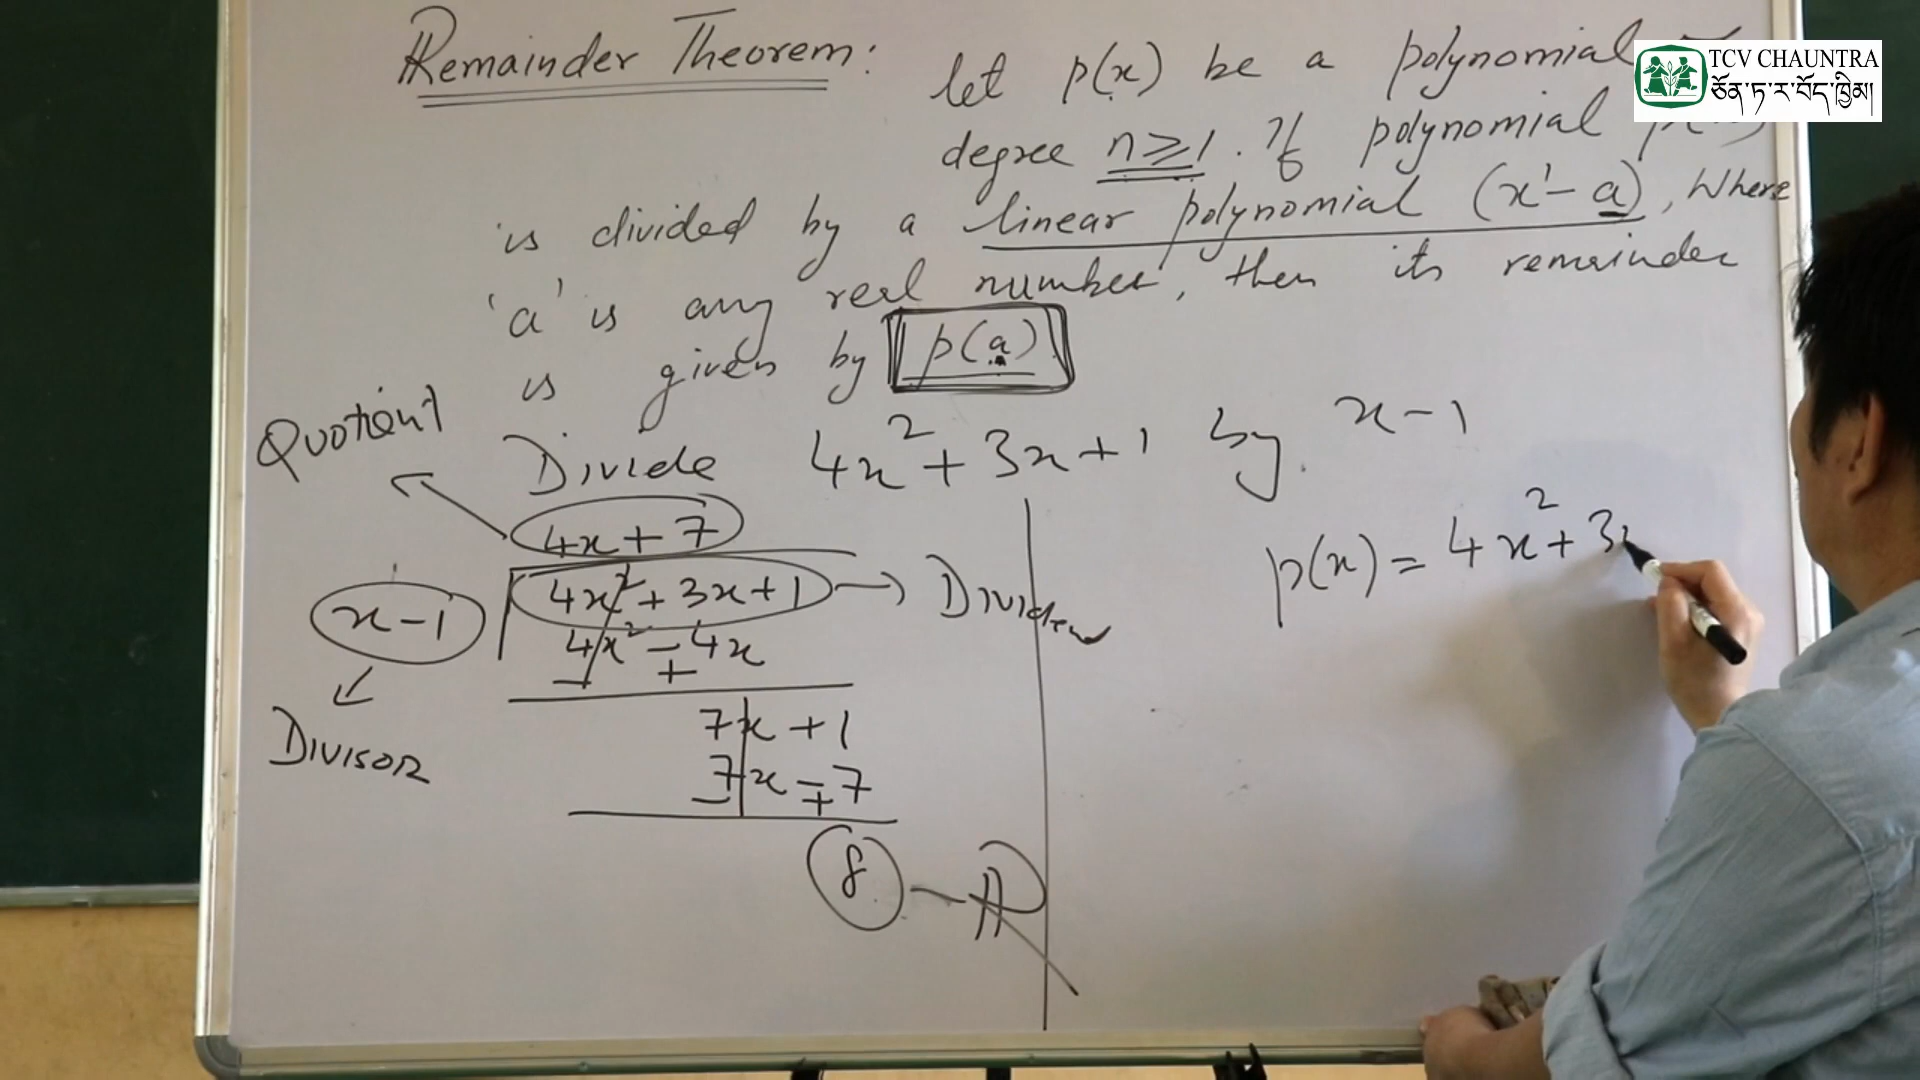 Remainder Theorem: let p(x) be a polynomial
degree n≥1. If polynomial
is divided by a linear polynomial (x¹- a), Where
'a' is any real number, then its remainder
is given by p(a)
TCV CHAUNTRA
ཅོན་ཏ་ར་བོད་ཁྱིམ།
Divide 4x²+3x+1 by x-1
Quotient
4x+7
x-1 4x²+3x+1 → Dividend
4x²-4x
- +
7x+1
7x-7
- +
8 - R
Divisor
p(x) = 4x²+3x